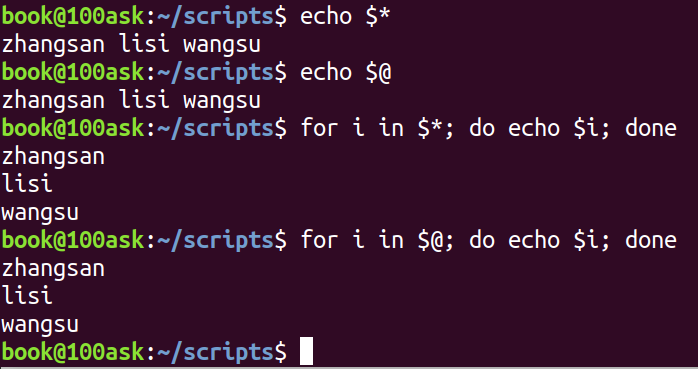 book@100ask:~/scripts$ echo $*
zhangsan lisi wangsu
book@100ask:~/scripts$ echo $@
zhangsan lisi wangsu
book@100ask:~/scripts$ for i in $*; do echo $i; done
zhangsan
lisi
wangsu
book@100ask:~/scripts$ for i in $@; do echo $i; done
zhangsan
lisi
wangsu
book@100ask:~/scripts$